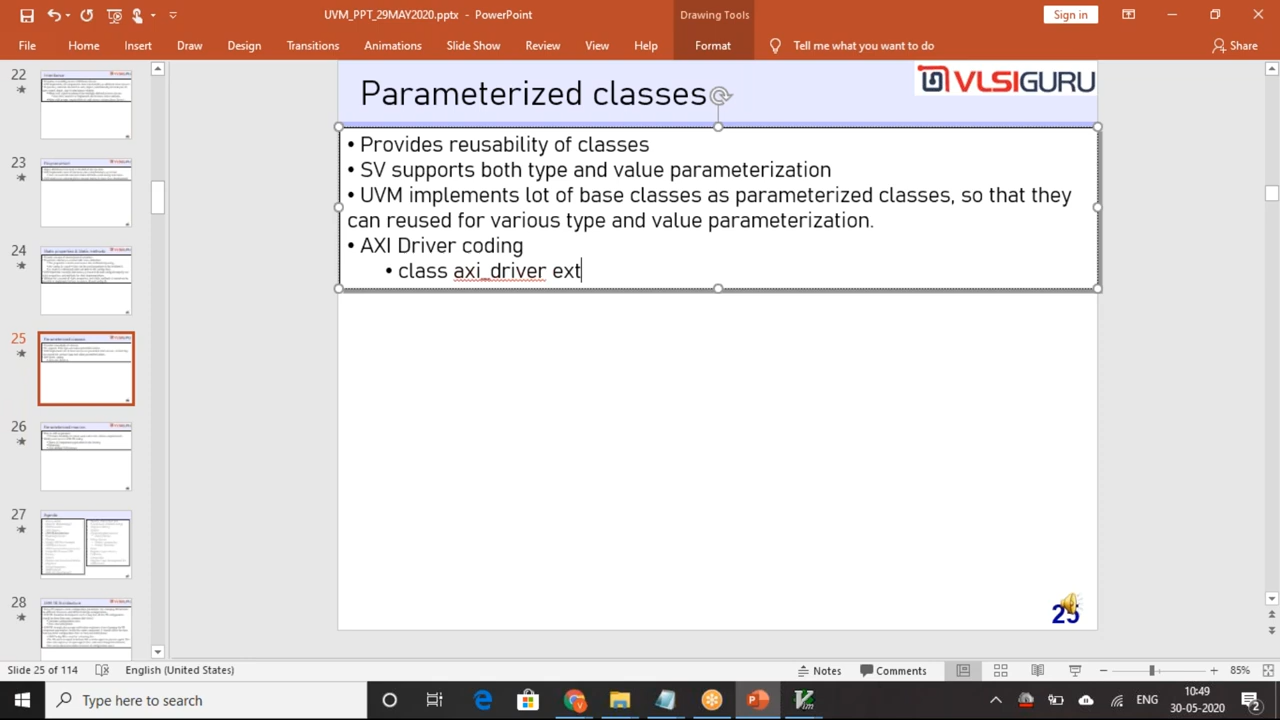 UVM_PPT_29MAY2020.pptx - PowerPoint
Drawing Tools
Sign in
File Home Insert Draw Design Transitions Animations Slide Show Review View Help Format Tell me what you want to do Share
22
23
24
25
26
27
28
Parameterized classes
VLSIGURU
• Provides reusability of classes
• SV supports both type and value parameterization
• UVM implements lot of base classes as parameterized classes, so that they
can reused for various type and value parameterization.
• AXI Driver coding
• class axi_driver ext
25
Slide 25 of 114 English (United States) Notes Comments 85%
Type here to search
ENG
10:49
30-05-2020
2